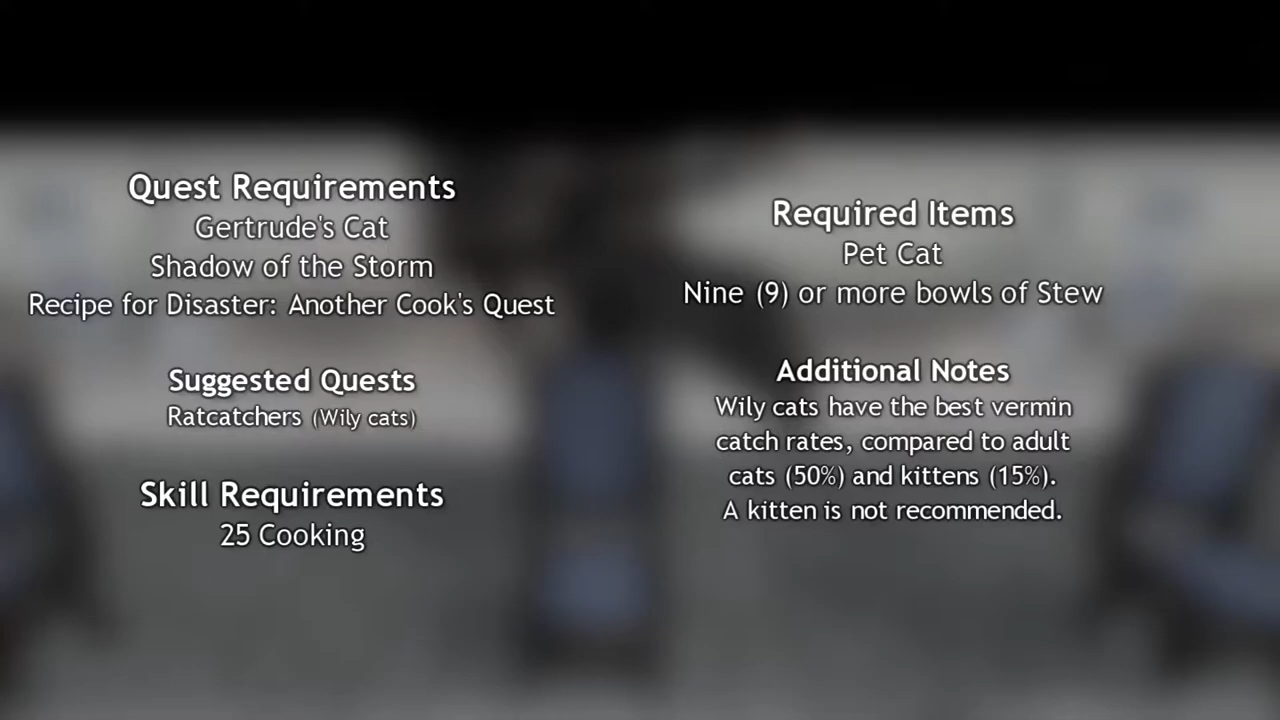 Quest Requirements
Gertrude's Cat
Shadow of the Storm
Recipe for Disaster: Another Cook's Quest
Suggested Quests
Ratcatchers (Wily cats)
Skill Requirements
25 Cooking
Required Items
Pet Cat
Nine (9) or more bowls of Stew
Additional Notes
Wily cats have the best vermin
catch rates, compared to adult
cats (50%) and kittens (15%).
A kitten is not recommended.